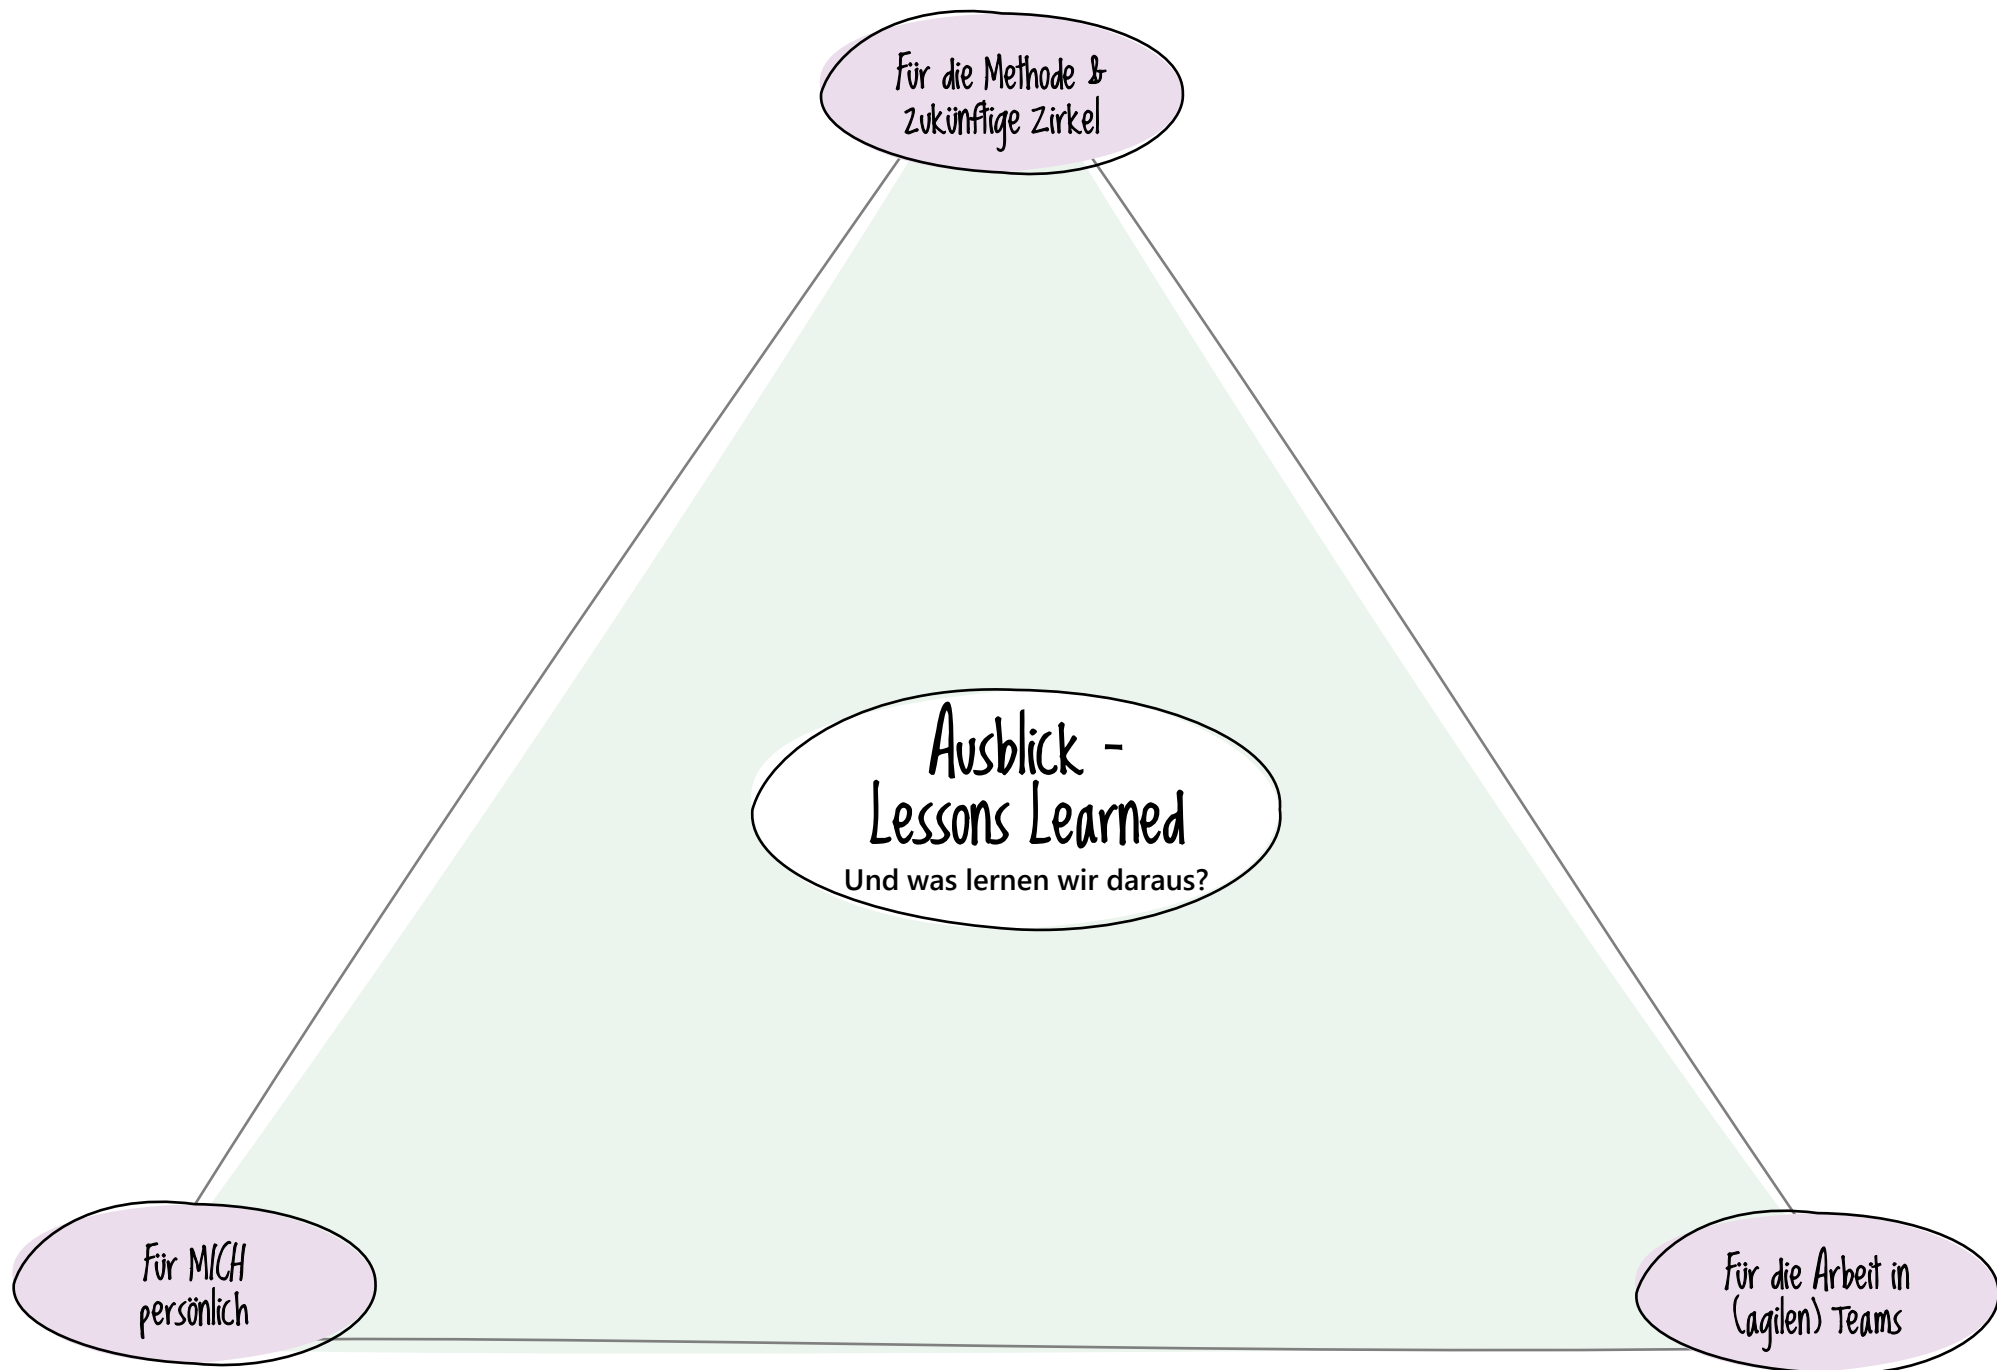 Für die Methode &
zukünftige Zirkel
Ausblick -
Lessons Learned
Und was lernen wir daraus?
Für MICH
persönlich
Für die Arbeit in
(agilen) Teams